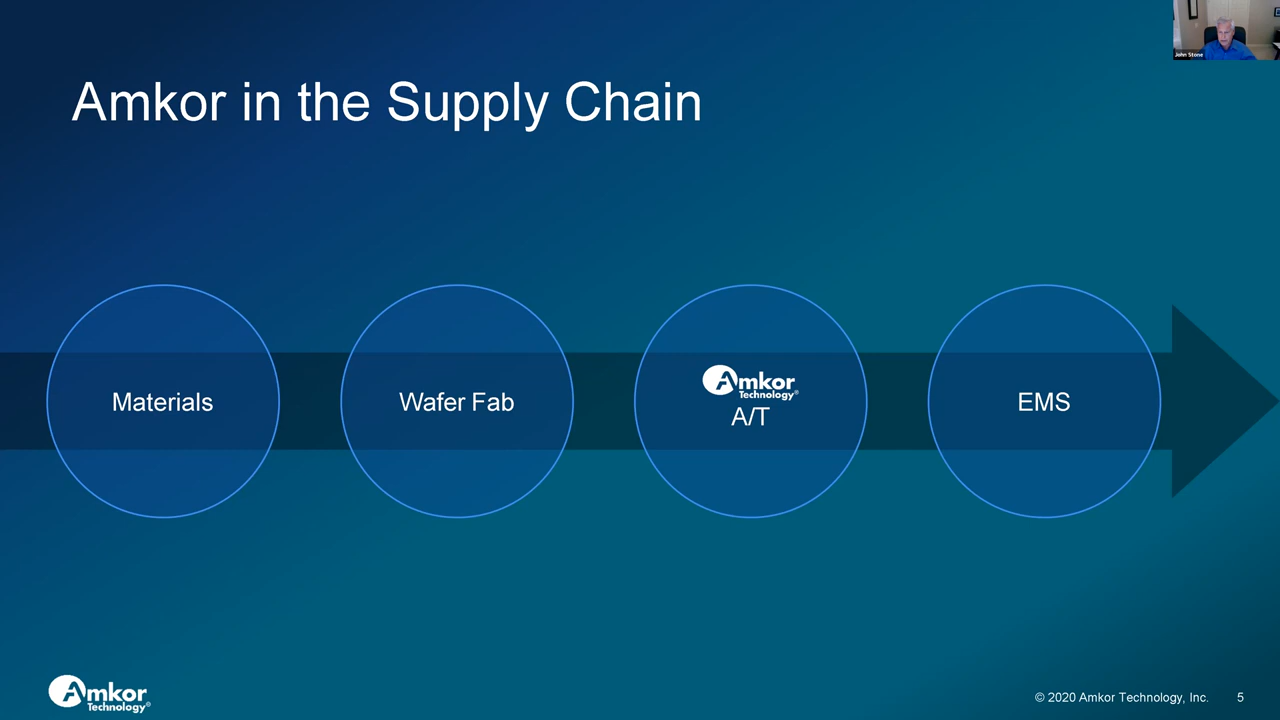 John Stone
Amkor in the Supply Chain
Materials
Wafer Fab
Amkor
Technology®
A/T
EMS
Amkor
Technology®
© 2020 Amkor Technology, Inc.
5